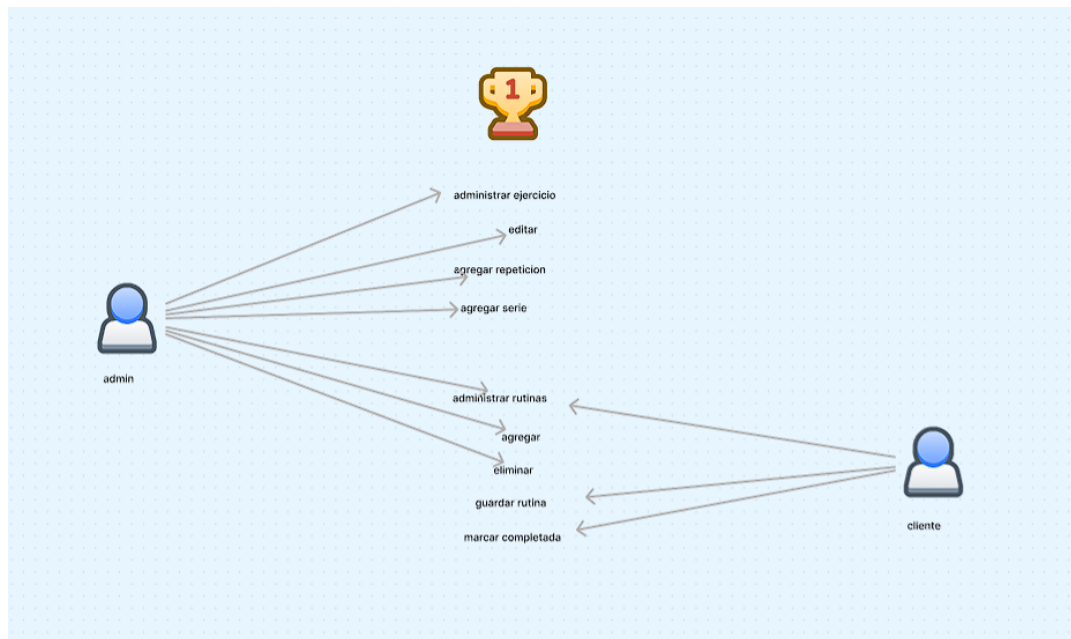 1
administrar ejercicio
editar
agregar repeticion
agregar serie
admin
administrar rutinas
agregar
eliminar
guardar rutina
marcar completada
cliente